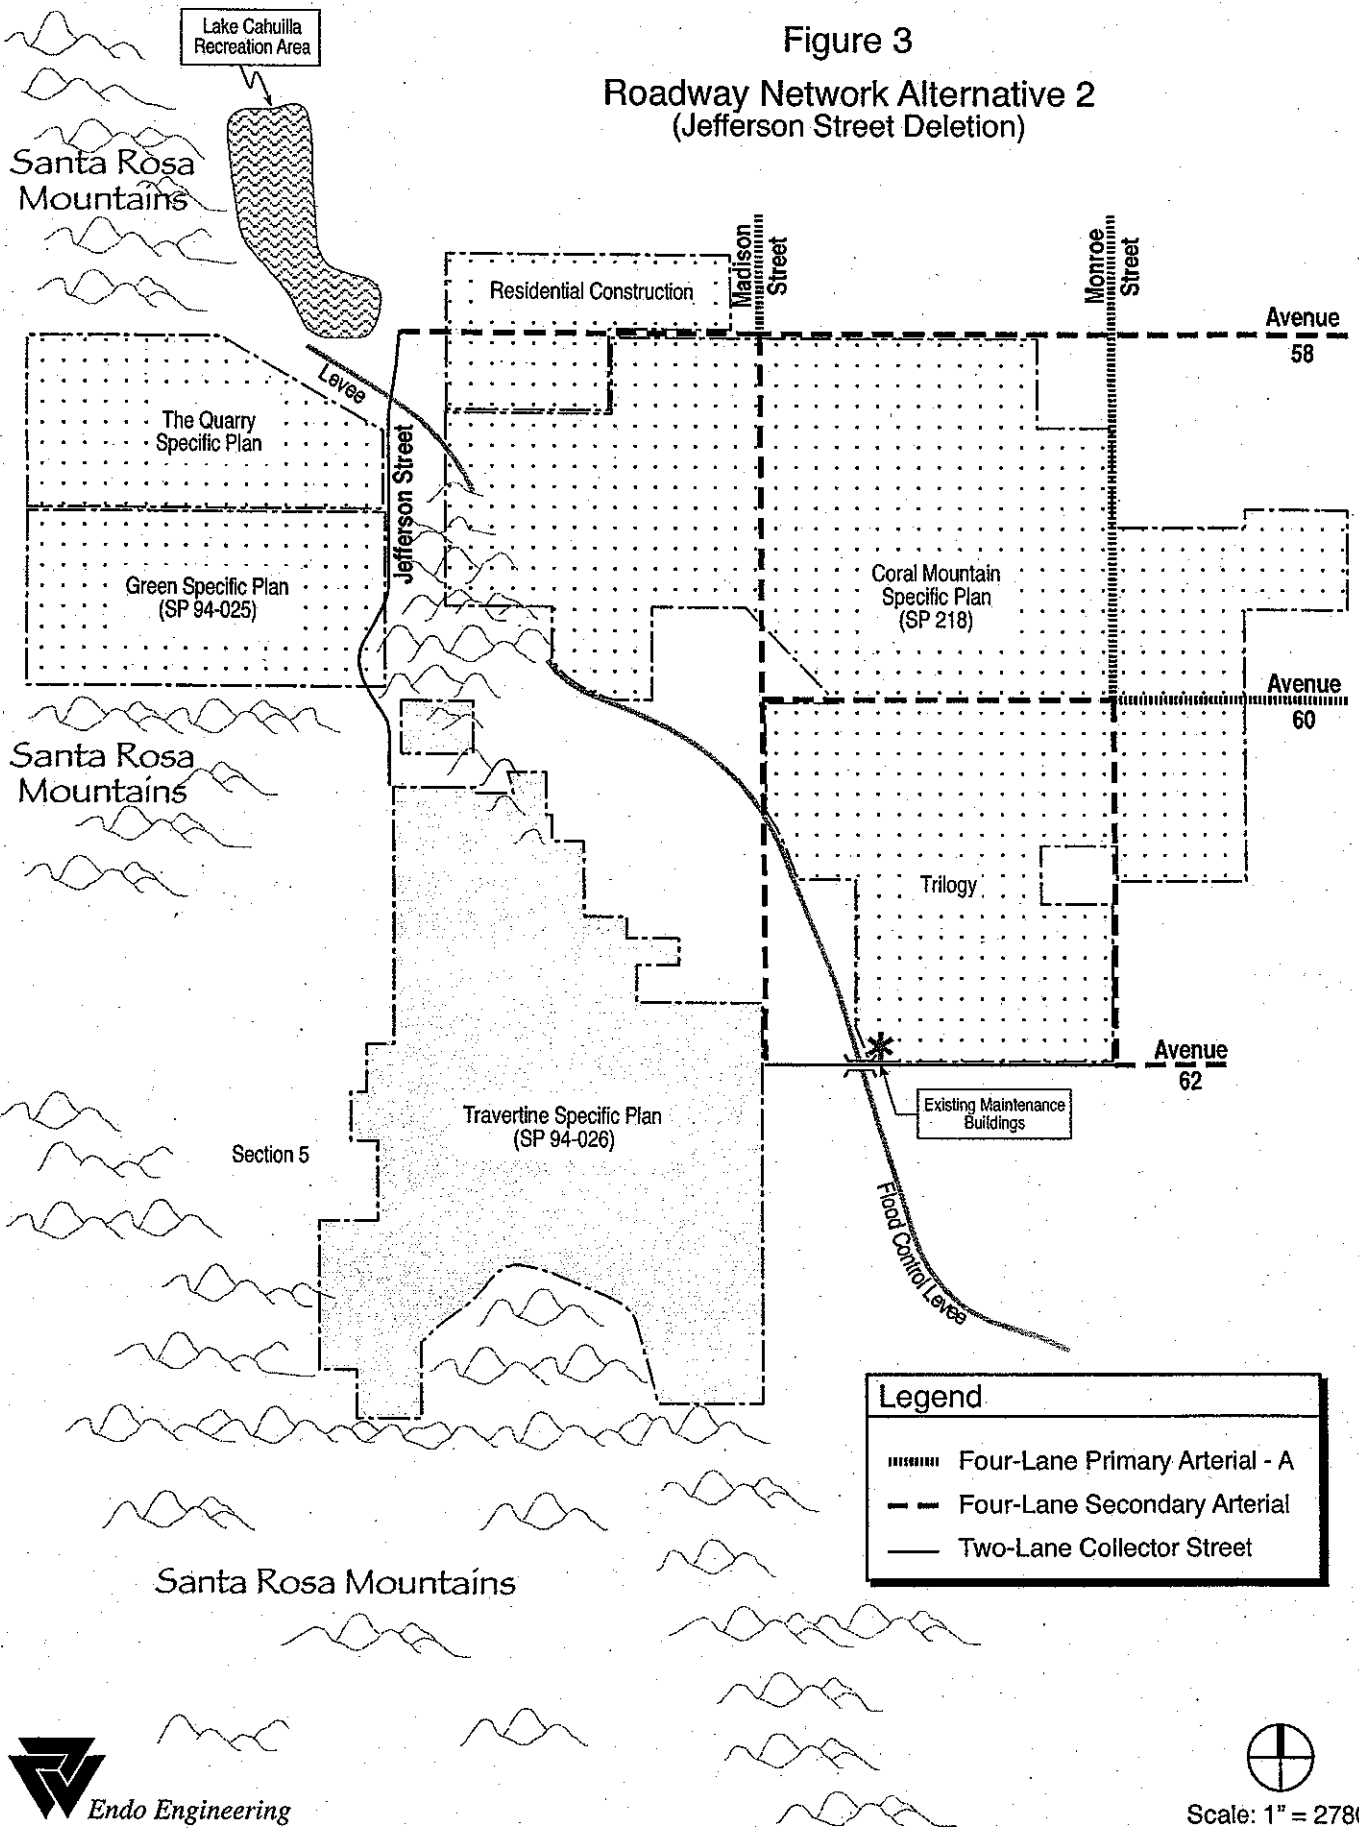 Lake Cahuilla
Recreation Area
Figure 3
Roadway Network Alternative 2
(Jefferson Street Deletion)
Santa Rosa
Mountains
Madison
Street
Monroe
Street
Residential Construction
Avenue
58
Levee
The Quarry
Specific Plan
Jefferson Street
Green Specific Plan
(SP 94-025)
Coral Mountain
Specific Plan
(SP 218)
Avenue
60
Santa Rosa
Mountains
Trilogy
Avenue
62
Existing Maintenance
Buildings
Travertine Specific Plan
(SP 94-026)
Section 5
Flood Control Levee
Legend
Four-Lane Primary Arterial - A
Four-Lane Secondary Arterial
Two-Lane Collector Street
Santa Rosa Mountains
Endo Engineering
Scale: 1" = 278